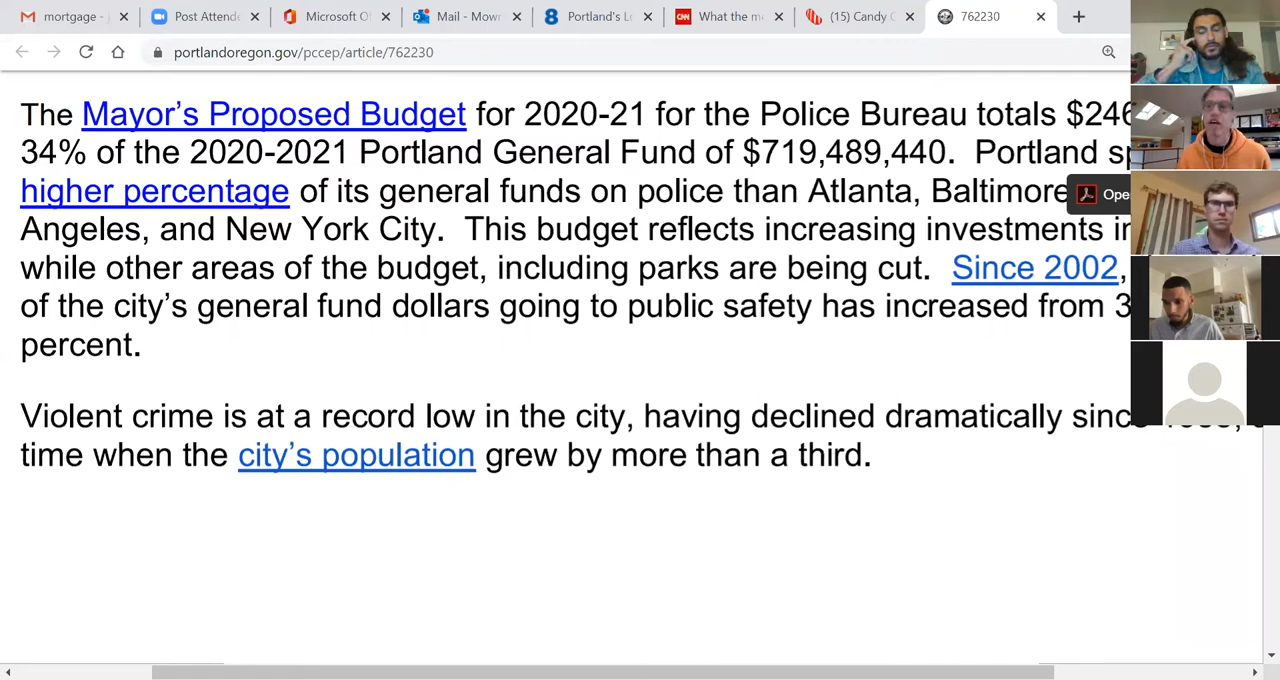 mortgage -
Post Attende
Microsoft O
Mail - Mow
Portland's L
CNN What the m
(15) Candy
762230
portlandoregon.gov/pccep/article/762230
The Mayor's Proposed Budget for 2020-21 for the Police Bureau totals $246
34% of the 2020-2021 Portland General Fund of $719,489,440. Portland sp
higher percentage of its general funds on police than Atlanta, Baltimore
Ope
Angeles, and New York City. This budget reflects increasing investments in
while other areas of the budget, including parks are being cut. Since 2002,
of the city's general fund dollars going to public safety has increased from 3
percent.
Violent crime is at a record low in the city, having declined dramatically since
time when the city's population grew by more than a third.